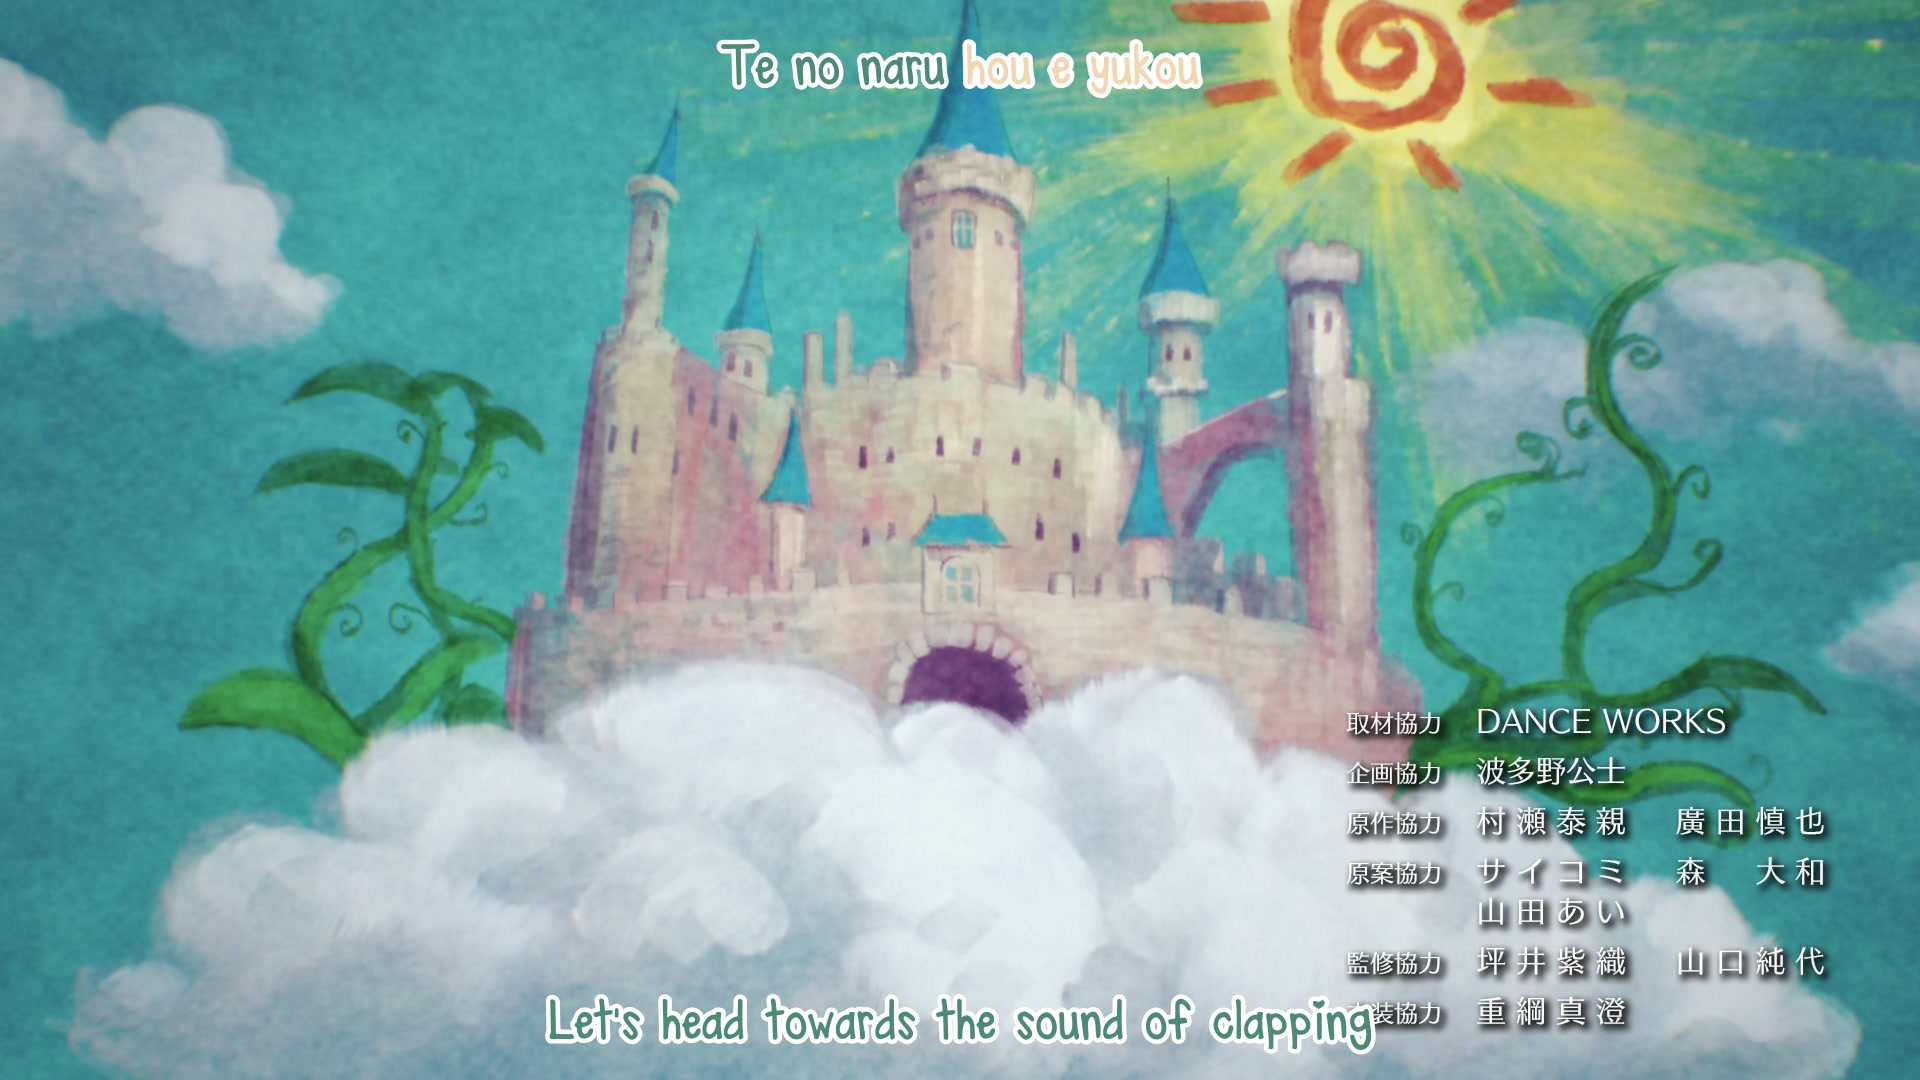 Te no naru hou e yukou
取材協力 DANCE WORKS
企画協力 波多野公士
原作協力 村瀬泰親 廣田慎也
原案協力 サイコミ 森 大和
山田あい
監修協力 坪井紫織 山口純代
装協力 重綱真澄
Let's head towards the sound of clapping